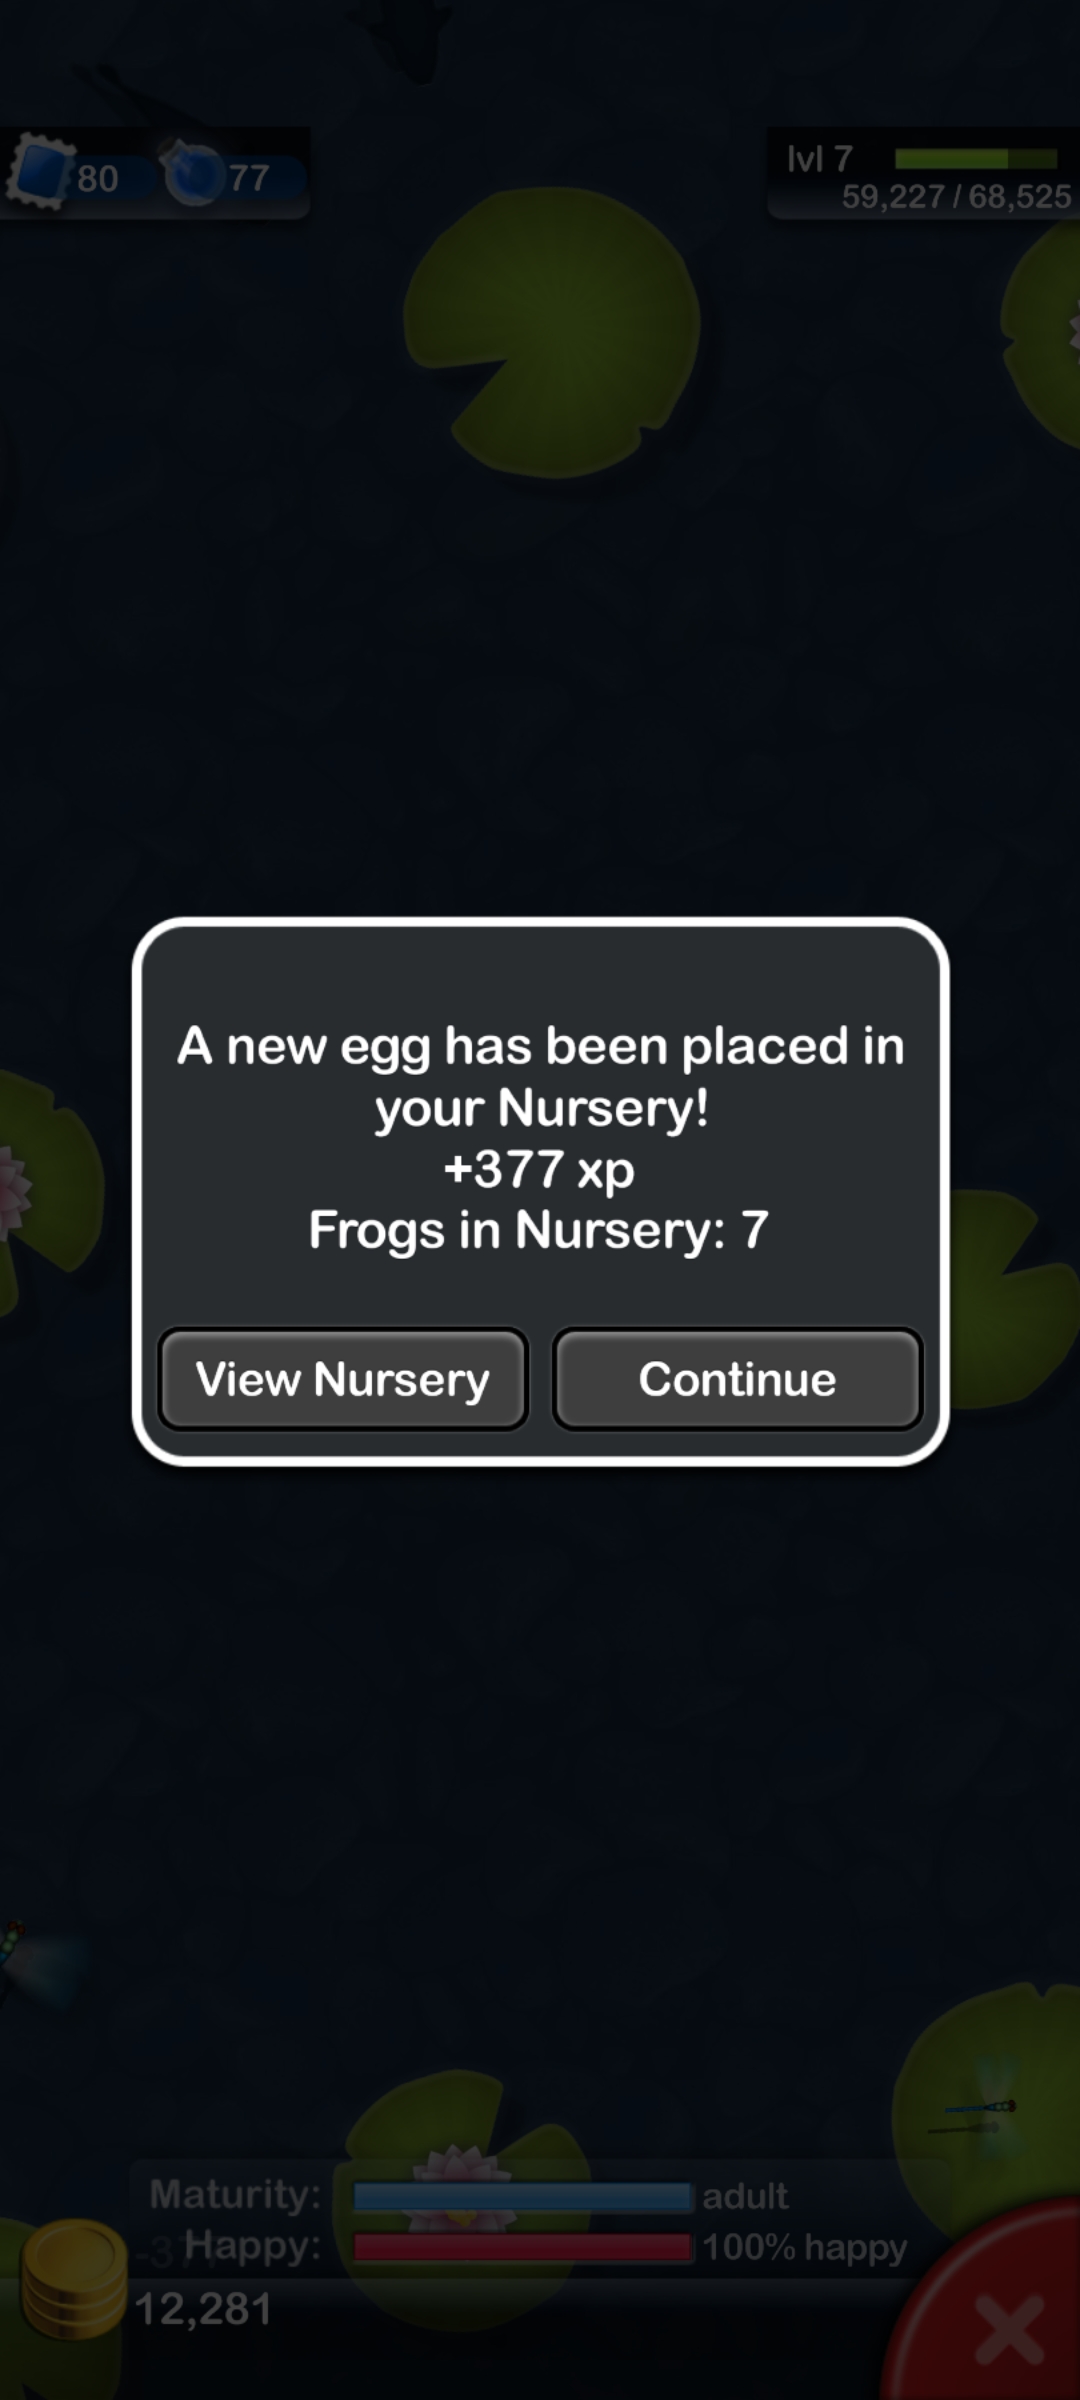 80
77
lvl 7
59,227 / 68,525
A new egg has been placed in
your Nursery!
+377 xp
Frogs in Nursery: 7
View Nursery
Continue
Maturity:
adult
Happy:
100% happy
12,281